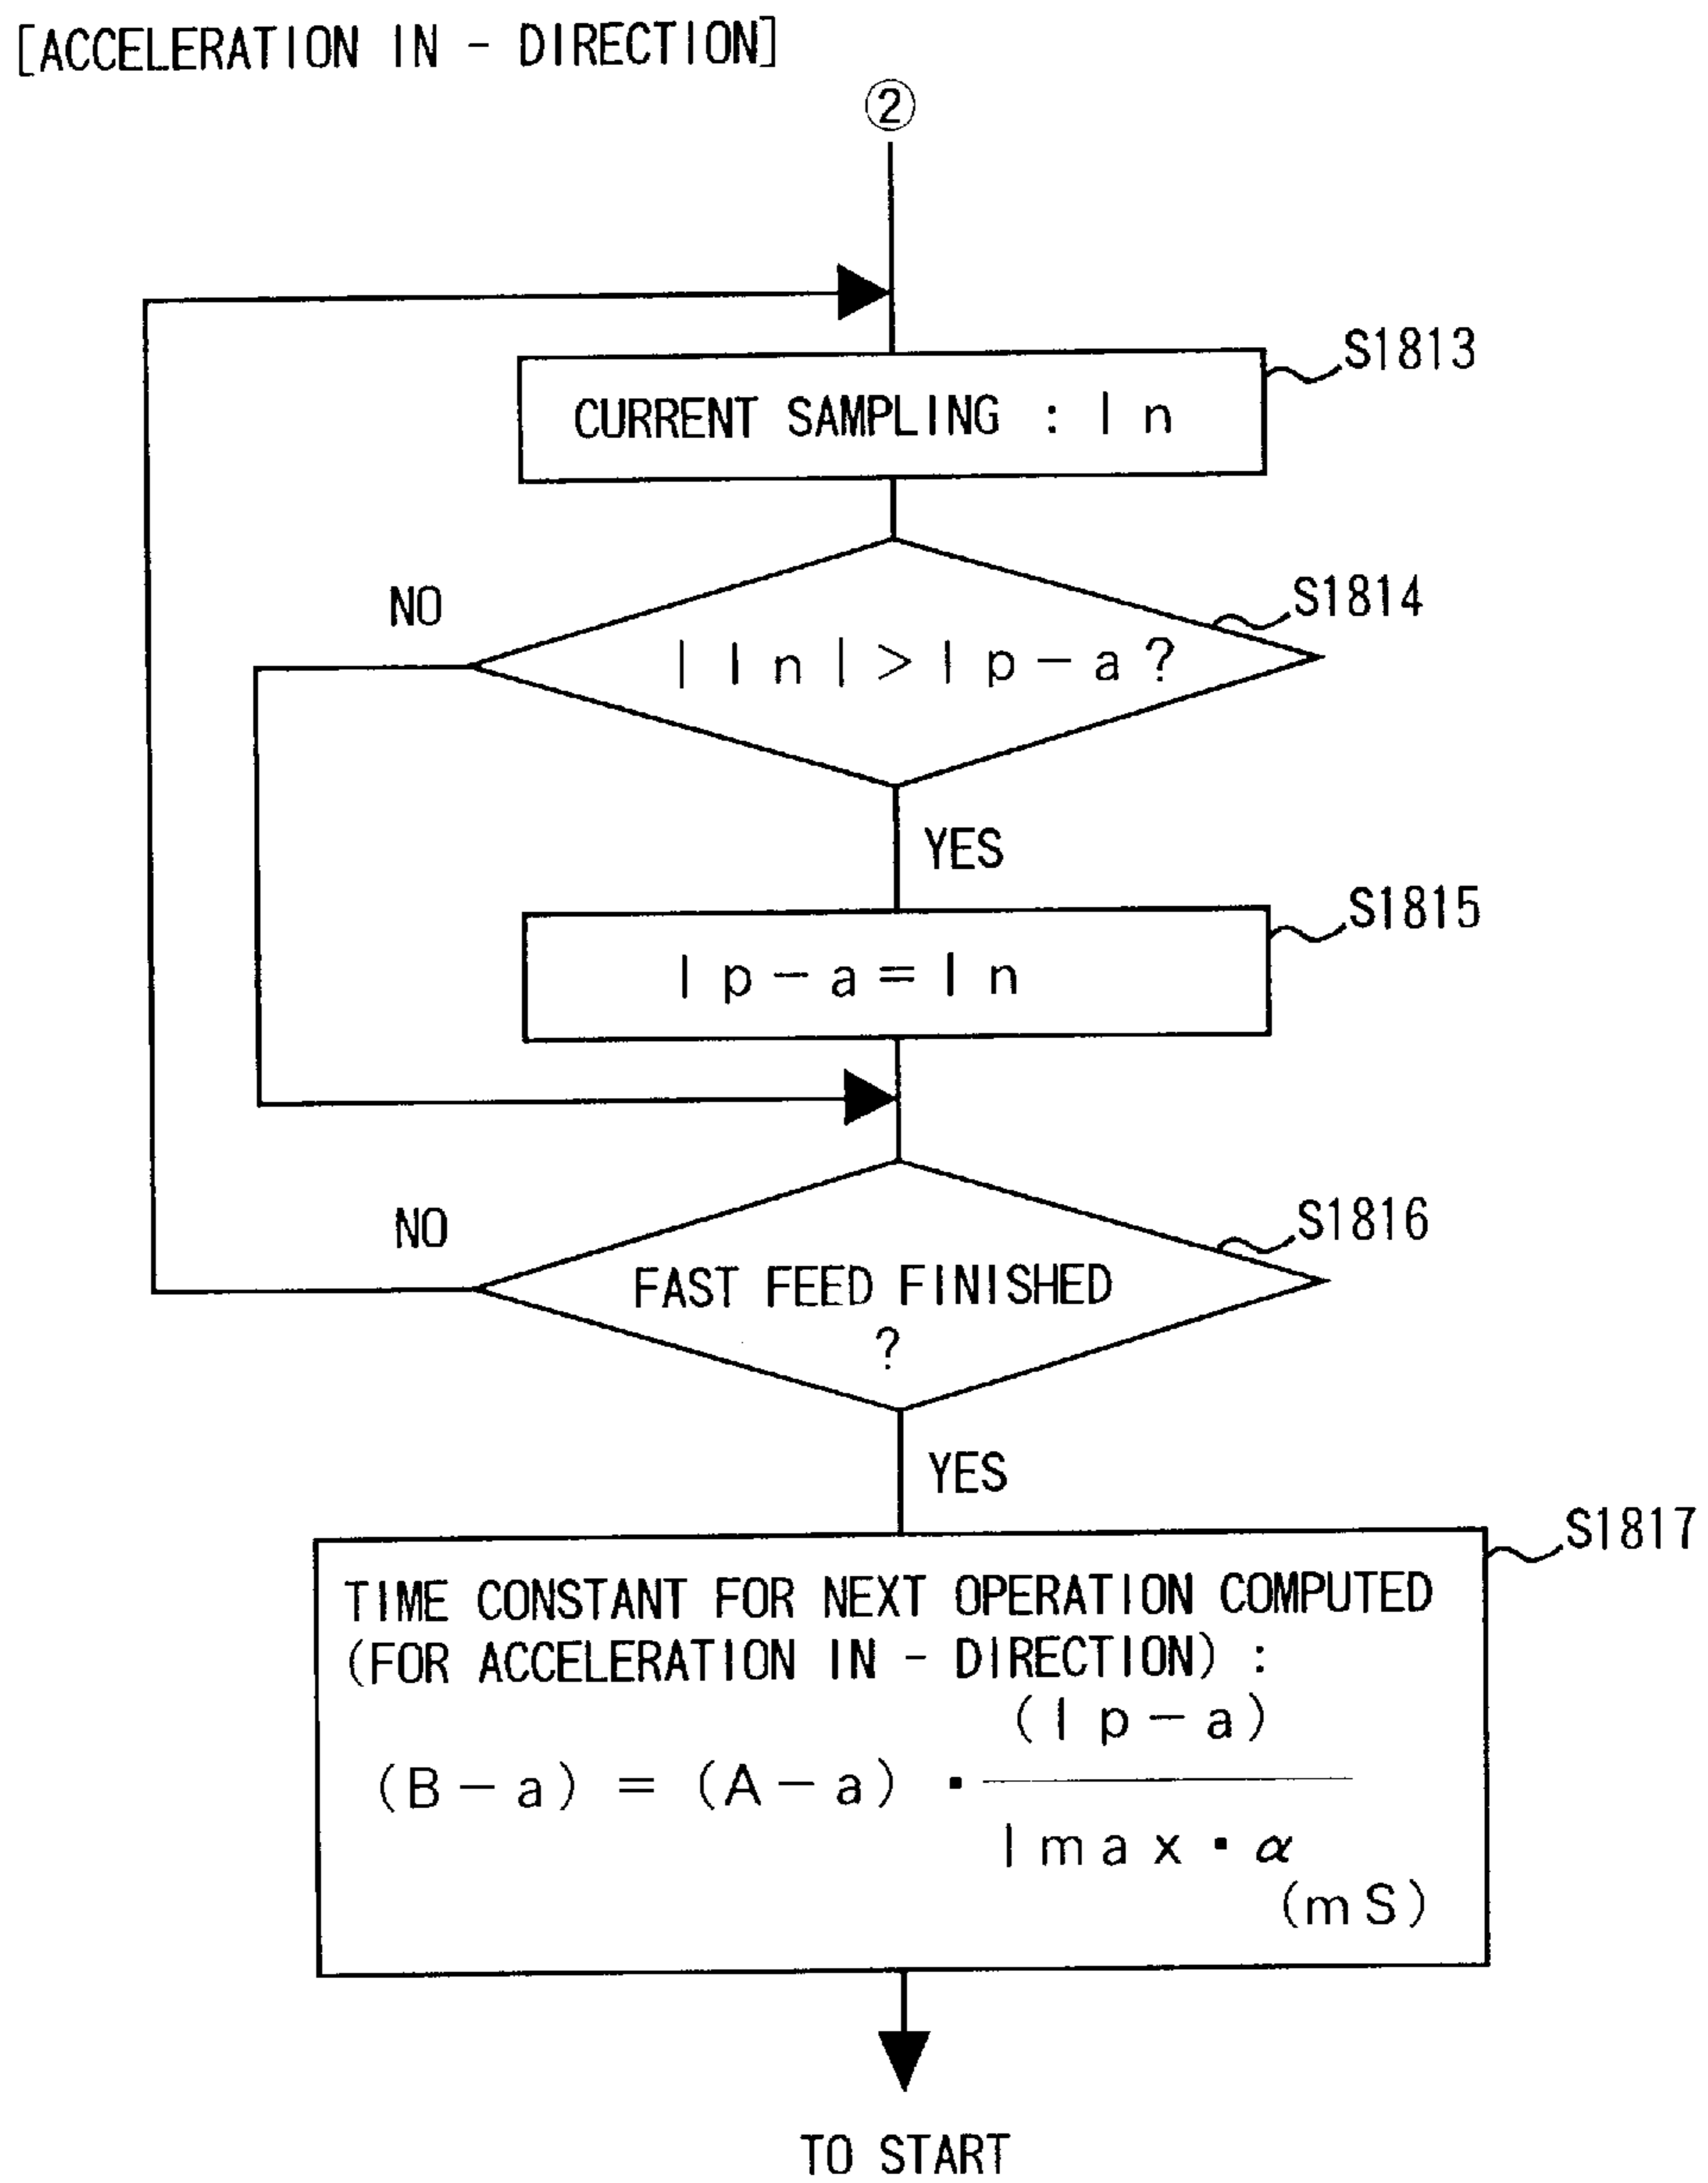 [ACCELERATION IN - DIRECTION]
②
S1813
CURRENT SAMPLING : I n
S1814
NO
| I n | > I p - a ?
YES
S1815
I p - a = I n
S1816
NO
FAST FEED FINISHED
?
YES
S1817
TIME CONSTANT FOR NEXT OPERATION COMPUTED
(FOR ACCELERATION IN - DIRECTION) :
(I p - a)
(B - a) = (A - a) ·
I m a x · α
(m S)
TO START